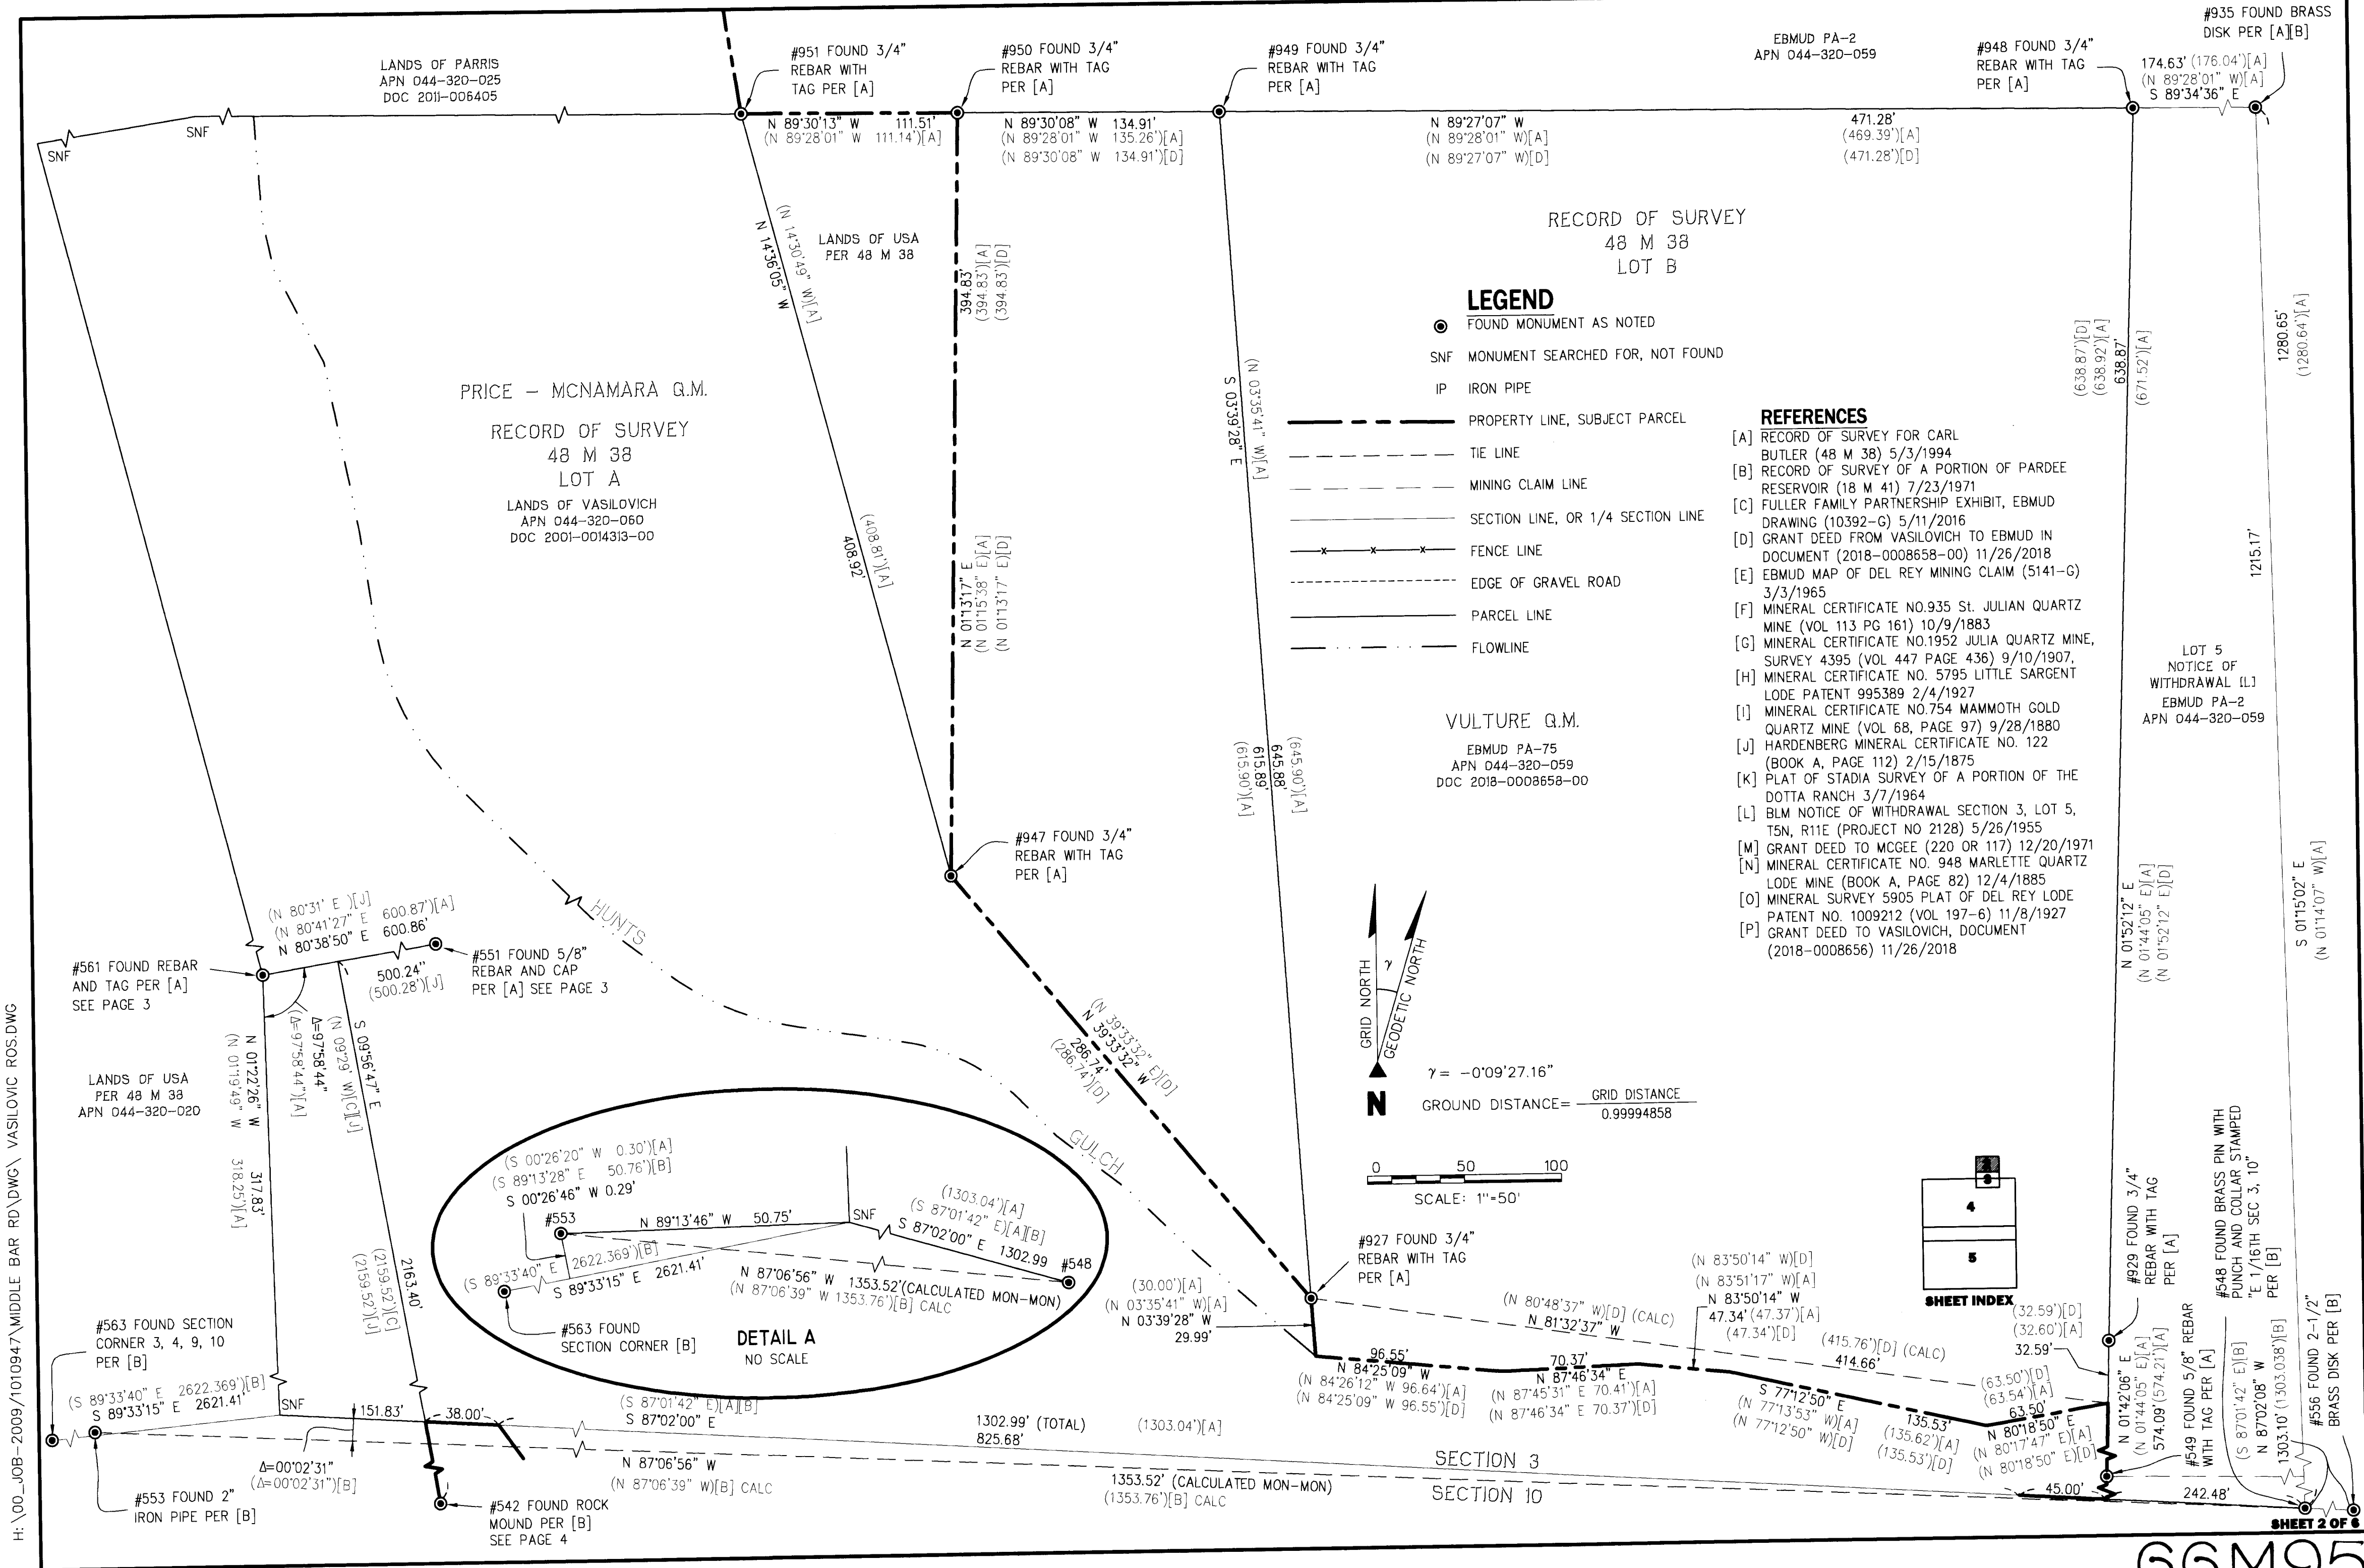 LANDS OF PARRIS
APN 044-320-025
DOC 2011-006405
SNF
SNF
#951 FOUND 3/4"
REBAR WITH
TAG PER [A]
#950 FOUND 3/4"
REBAR WITH TAG
PER [A]
#949 FOUND 3/4"
REBAR WITH TAG
PER [A]
EBMUD PA-2
APN 044-320-059
#948 FOUND 3/4"
REBAR WITH TAG
PER [A]
#935 FOUND BRASS
DISK PER [A][B]
174.63' (176.04')[A]
(N 89°28'01" W)[A]
S 89°34'36" E
N 89°30'13" W 111.51'
(N 89°28'01" W 111.14')[A]
N 89°30'08" W 134.91'
(N 89°28'01" W 135.26')[A]
(N 89°30'08" W 134.91')[D]
N 89°27'07" W
(N 89°28'01" W)[A]
(N 89°27'07" W)[D]
471.28'
(469.39')[A]
(471.28')[D]
(N 14°30'49" W)[A]
N 14°36'05" W
LANDS OF USA
PER 48 M 38
394.83'
(394.83')[A]
(394.83')[D]
RECORD OF SURVEY
48 M 38
LOT B
PRICE - MCNAMARA Q.M.
RECORD OF SURVEY
48 M 38
LOT A
LANDS OF VASILOVICH
APN 044-320-060
DOC 2001-0014313-00
(408.81')[A]
408.92'
N 01°13'17" E
(N 01°15'38" E)[A]
(N 01°13'17" E)[D]
(N 03°35'41" W)[A]
S 03°39'28" E
(645.90')[A]
645.88'
615.89'
(615.90')[A]
LEGEND
FOUND MONUMENT AS NOTED
SNF MONUMENT SEARCHED FOR, NOT FOUND
IP IRON PIPE
PROPERTY LINE, SUBJECT PARCEL
TIE LINE
MINING CLAIM LINE
SECTION LINE, OR 1/4 SECTION LINE
FENCE LINE
EDGE OF GRAVEL ROAD
PARCEL LINE
FLOWLINE
VULTURE Q.M.
EBMUD PA-75
APN 044-320-059
DOC 2018-0008658-00
REFERENCES
[A] RECORD OF SURVEY FOR CARL
BUTLER (48 M 38) 5/3/1994
[B] RECORD OF SURVEY OF A PORTION OF PARDEE
RESERVOIR (18 M 41) 7/23/1971
[C] FULLER FAMILY PARTNERSHIP EXHIBIT, EBMUD
DRAWING (10392-G) 5/11/2016
[D] GRANT DEED FROM VASILOVICH TO EBMUD IN
DOCUMENT (2018-0008658-00) 11/26/2018
[E] EBMUD MAP OF DEL REY MINING CLAIM (5141-G)
3/3/1965
[F] MINERAL CERTIFICATE NO.935 St. JULIAN QUARTZ
MINE (VOL 113 PG 161) 10/9/1883
[G] MINERAL CERTIFICATE NO.1952 JULIA QUARTZ MINE,
SURVEY 4395 (VOL 447 PAGE 436) 9/10/1907,
[H] MINERAL CERTIFICATE NO. 5795 LITTLE SARGENT
LODE PATENT 995389 2/4/1927
[I] MINERAL CERTIFICATE NO.754 MAMMOTH GOLD
QUARTZ MINE (VOL 68, PAGE 97) 9/28/1880
[J] HARDENBERG MINERAL CERTIFICATE NO. 122
(BOOK A, PAGE 112) 2/15/1875
[K] PLAT OF STADIA SURVEY OF A PORTION OF THE
DOTTA RANCH 3/7/1964
[L] BLM NOTICE OF WITHDRAWAL SECTION 3, LOT 5,
T5N, R11E (PROJECT NO 2128) 5/26/1955
[M] GRANT DEED TO MCGEE (220 OR 117) 12/20/1971
[N] MINERAL CERTIFICATE NO. 948 MARLETTE QUARTZ
LODE MINE (BOOK A, PAGE 82) 12/4/1885
[O] MINERAL SURVEY 5905 PLAT OF DEL REY LODE
PATENT NO. 1009212 (VOL 197-6) 11/8/1927
[P] GRANT DEED TO VASILOVICH, DOCUMENT
(2018-0008656) 11/26/2018
(638.87')[D]
(638.92')[A]
638.87'
(671.52')[A]
1280.65'
(1280.64')[A]
1215.17'
LOT 5
NOTICE OF
WITHDRAWAL [L]
EBMUD PA-2
APN 044-320-059
N 01°52'12" E
(N 01°44'05" E)[A]
(N 01°52'12" E)[D]
S 01°15'02" E
(N 01°14'07" W)[A]
#947 FOUND 3/4"
REBAR WITH TAG
PER [A]
HUNTS
GULCH
(N 80°31' E )[J]
(N 80°41'27" E 600.87')[A]
N 80°38'50" E 600.86'
500.24"
(500.28')[J]
#551 FOUND 5/8"
REBAR AND CAP
PER [A] SEE PAGE 3
#561 FOUND REBAR
AND TAG PER [A]
SEE PAGE 3
LANDS OF USA
PER 48 M 38
APN 044-320-020
N 01°22'26" W 317.83'
(N 01°19'49" W 318.25')[A]
Δ=97°58'44"
(Δ=97°58'44")[A]
S 09°56'47" E
(N 09°29' W)[C][J]
2163.40'
(2159.52')[C]
(2159.52')[J]
(N 39°33'32" E)[D]
N 39°33'32" W
286.74'
(286.74')[D]
GRID NORTH
GEODETIC NORTH
γ
N
γ = -0°09'27.16"
GROUND DISTANCE= GRID DISTANCE
0.99994858
0 50 100
SCALE: 1"=50'
(S 00°26'20" W 0.30')[A]
(S 89°13'28" E 50.76')[B]
S 00°26'46" W 0.29'
#553
N 89°13'46" W 50.75'
SNF
(1303.04')[A]
(S 87°01'42" E)[A][B]
S 87°02'00" E 1302.99
#548
(S 89°33'40" E 2622.369')[B]
S 89°33'15" E 2621.41'
N 87°06'56" W 1353.52'(CALCULATED MON-MON)
(N 87°06'39" W 1353.76')[B] CALC
#563 FOUND
SECTION CORNER [B]
DETAIL A
NO SCALE
#927 FOUND 3/4"
REBAR WITH TAG
PER [A]
(30.00')[A]
(N 03°35'41" W)[A]
N 03°39'28" W
29.99'
(N 83°50'14" W)[D]
(N 83°51'17" W)[A]
N 83°50'14" W
47.34' (47.37')[A]
(47.34')[D]
(N 80°48'37" W)[D] (CALC)
N 81°32'37" W
(415.76')[D] (CALC)
414.66'
96.55'
N 84°25'09" W
(N 84°26'12" W 96.64')[A]
(N 84°25'09" W 96.55')[D]
70.37'
N 87°46'34" E
(N 87°45'31" E 70.41')[A]
(N 87°46'34" E 70.37')[D]
S 77°12'50" E
(N 77°13'53" W)[A]
(N 77°12'50" W)[D]
135.53'
(135.62')[A]
(135.53')[D]
(63.50')[D]
(63.54')[A]
63.50'
N 80°18'50" E
(N 80°17'47" E)[A]
(N 80°18'50" E)[D]
4
5
SHEET INDEX
#929 FOUND 3/4"
REBAR WITH TAG
PER [A]
(32.59')[D]
(32.60')[A]
32.59'
N 01°42'06" E
(N 01°44'05" E)[A]
574.09' (574.21')[A]
#549 FOUND 5/8" REBAR
WITH TAG PER [A]
#548 FOUND BRASS PIN WITH
PUNCH AND COLLAR STAMPED
"E 1/16TH SEC 3, 10"
PER [B]
(S 87°01'42" E)[B]
N 87°02'08" W
1303.10' (1303.038')[B]
#556 FOUND 2-1/2"
BRASS DISK PER [B]
#563 FOUND SECTION
CORNER 3, 4, 9, 10
PER [B]
(S 89°33'40" E 2622.369')[B]
S 89°33'15" E 2621.41'
SNF
151.83'
38.00'
(S 87°01'42" E)[A][B]
S 87°02'00" E
1302.99' (TOTAL) (1303.04')[A]
825.68'
SECTION 3
SECTION 10
Δ=00°02'31"
(Δ=00°02'31")[B]
#553 FOUND 2"
IRON PIPE PER [B]
#542 FOUND ROCK
MOUND PER [B]
SEE PAGE 4
N 87°06'56" W
(N 87°06'39" W)[B] CALC
1353.52' (CALCULATED MON-MON)
(1353.76')[B] CALC
45.00'
242.48'
SHEET 2 OF 6
66M95
H: \00_JOB-2009/1010947\MIDDLE BAR RD\DWG\ VASILOVIC ROS.DWG